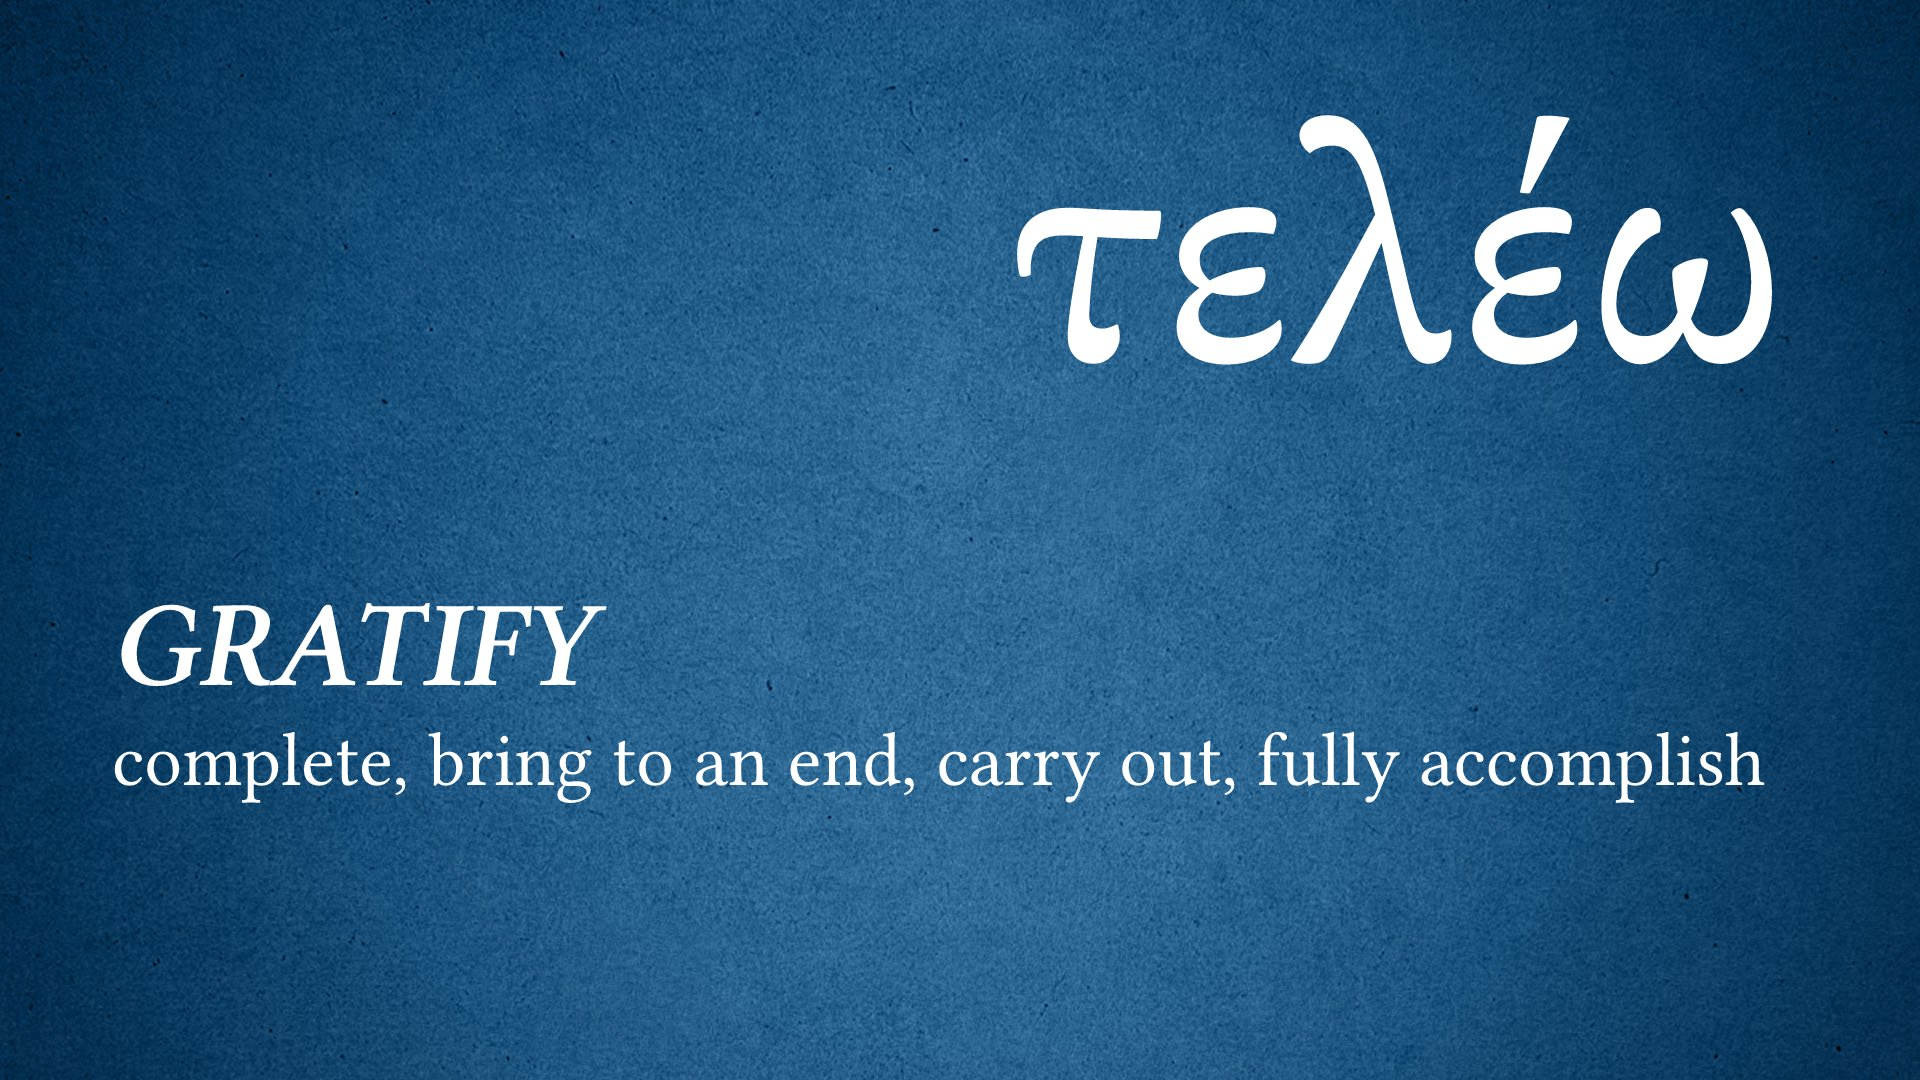 τελέω
GRATIFY
complete, bring to an end, carry out, fully accomplish